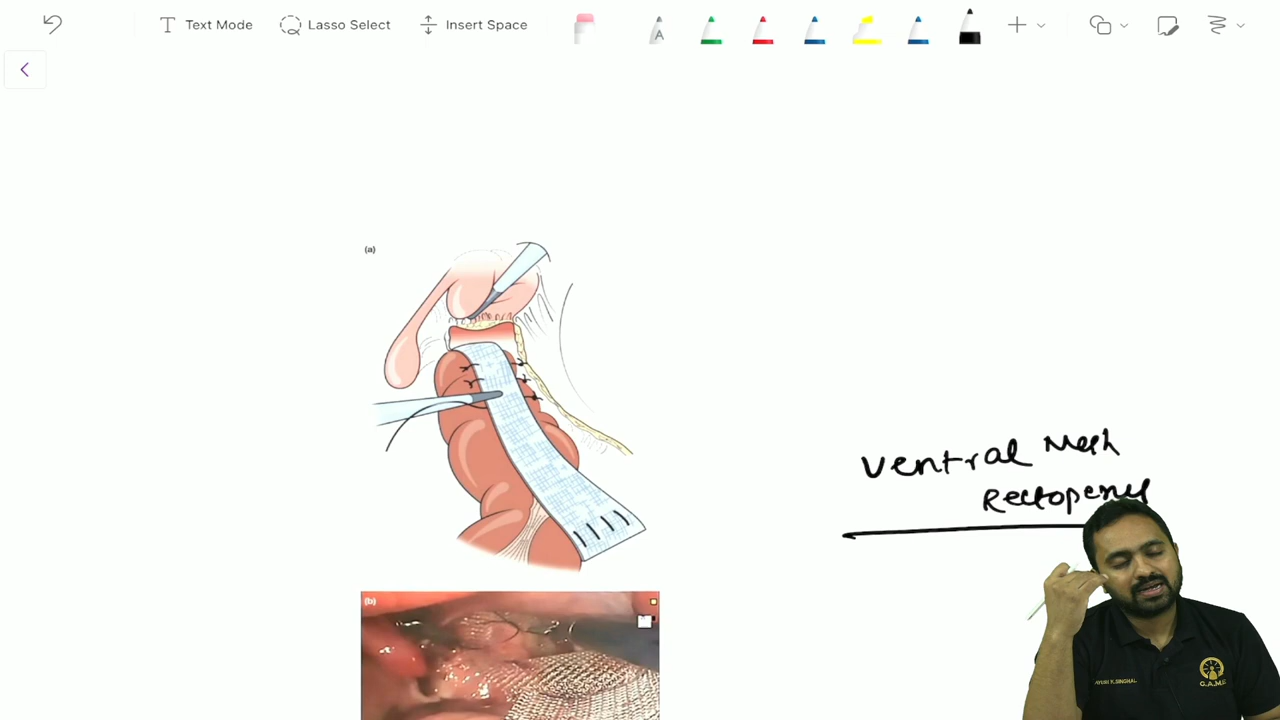 Text Mode
Lasso Select
Insert Space
A
(a)
Ventral Mesh
Rectopexy
(b)
G.A.M.S